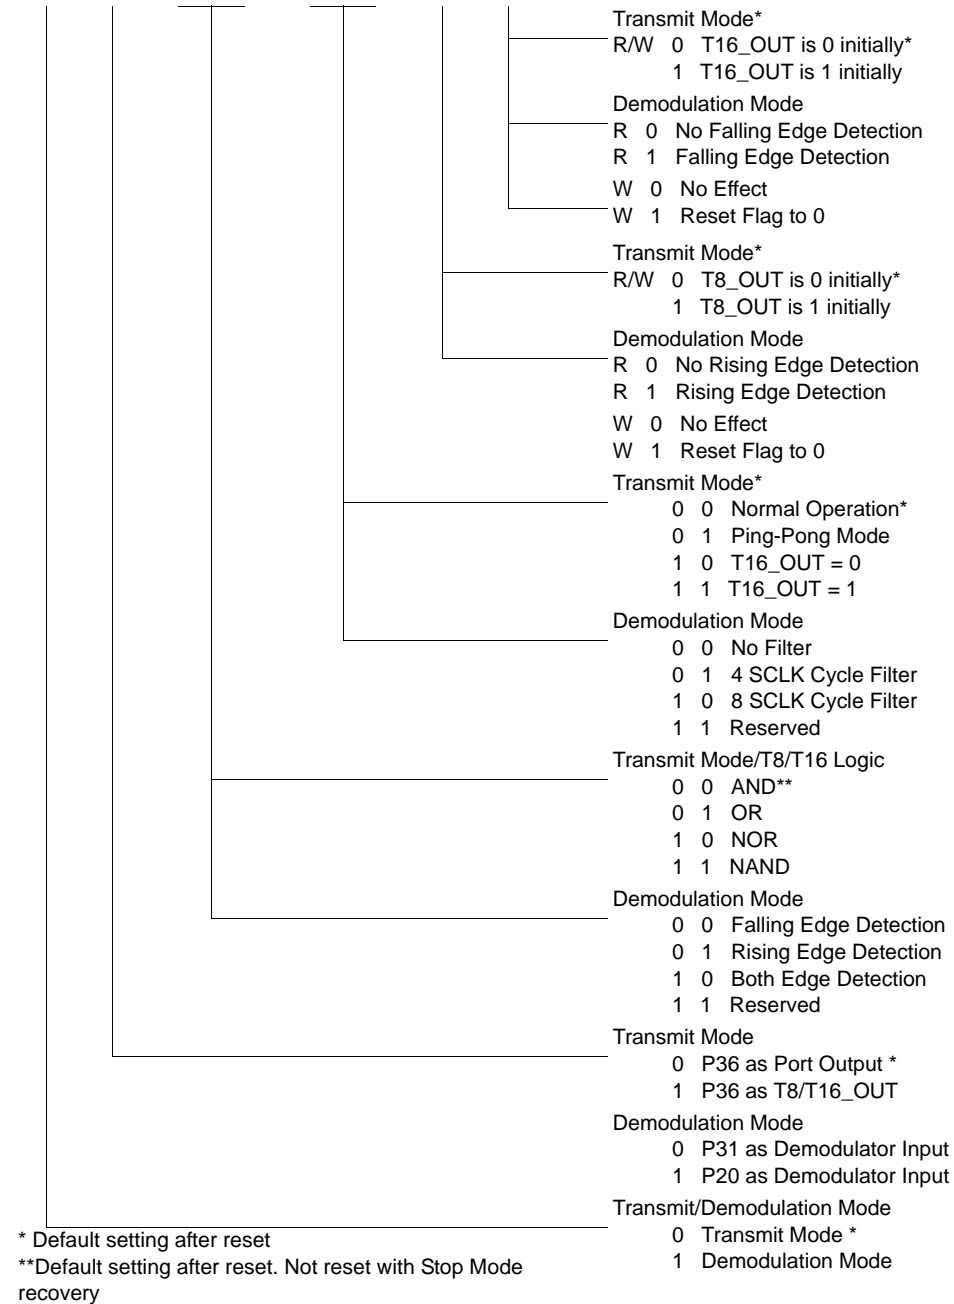 Transmit Mode*
R/W 0 T16_OUT is 0 initially*
1 T16_OUT is 1 initially
Demodulation Mode
R 0 No Falling Edge Detection
R 1 Falling Edge Detection
W 0 No Effect
W 1 Reset Flag to 0
Transmit Mode*
R/W 0 T8_OUT is 0 initially*
1 T8_OUT is 1 initially
Demodulation Mode
R 0 No Rising Edge Detection
R 1 Rising Edge Detection
W 0 No Effect
W 1 Reset Flag to 0
Transmit Mode*
0 0 Normal Operation*
0 1 Ping-Pong Mode
1 0 T16_OUT = 0
1 1 T16_OUT = 1
Demodulation Mode
0 0 No Filter
0 1 4 SCLK Cycle Filter
1 0 8 SCLK Cycle Filter
1 1 Reserved
Transmit Mode/T8/T16 Logic
0 0 AND**
0 1 OR
1 0 NOR
1 1 NAND
Demodulation Mode
0 0 Falling Edge Detection
0 1 Rising Edge Detection
1 0 Both Edge Detection
1 1 Reserved
Transmit Mode
0 P36 as Port Output *
1 P36 as T8/T16_OUT
Demodulation Mode
0 P31 as Demodulator Input
1 P20 as Demodulator Input
Transmit/Demodulation Mode
0 Transmit Mode *
1 Demodulation Mode
* Default setting after reset
**Default setting after reset. Not reset with Stop Mode
recovery